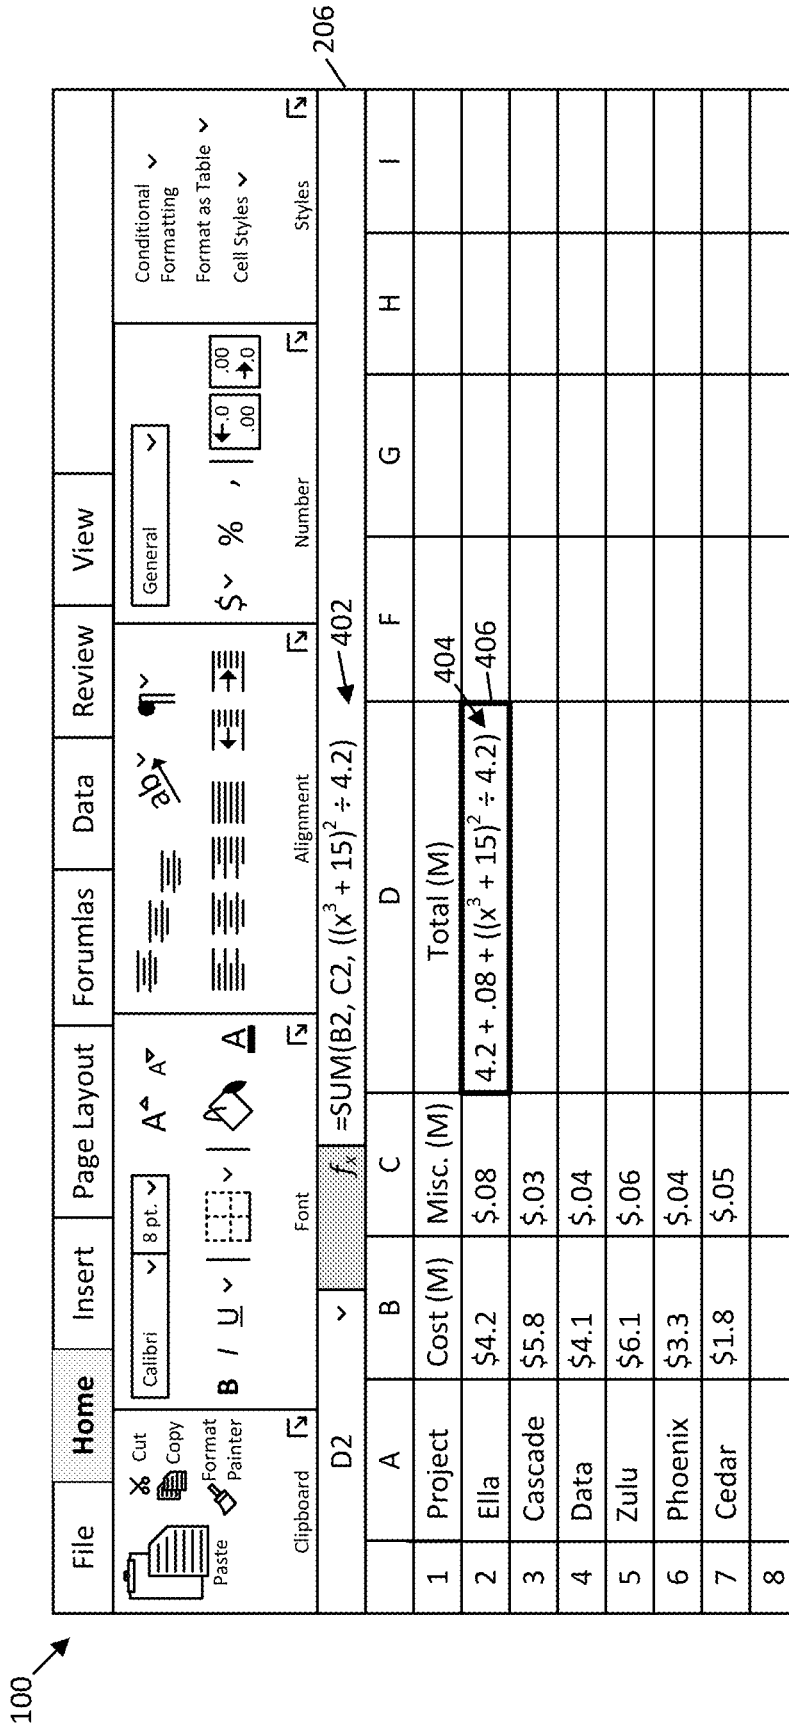 100
206
File Home Insert Page Layout Forumlas Data Review View
Paste
Cut
Copy
Format
Painter
Clipboard
Calibri 8 pt. A A
B I U A
Font
ab
Alignment
General
$ % , .0 .00 .00 .0
Number
Conditional
Formatting
Format as Table
Cell Styles
Styles
D2 fx =SUM(B2, C2, ((x³ + 15)² ÷ 4.2) 402
A B C D F G H I
1 Project Cost (M) Misc. (M) Total (M) 404
2 Ella $4.2 $.08 4.2 + .08 + ((x³ + 15)² ÷ 4.2) 406
3 Cascade $5.8 $.03
4 Data $4.1 $.04
5 Zulu $6.1 $.06
6 Phoenix $3.3 $.04
7 Cedar $1.8 $.05
8